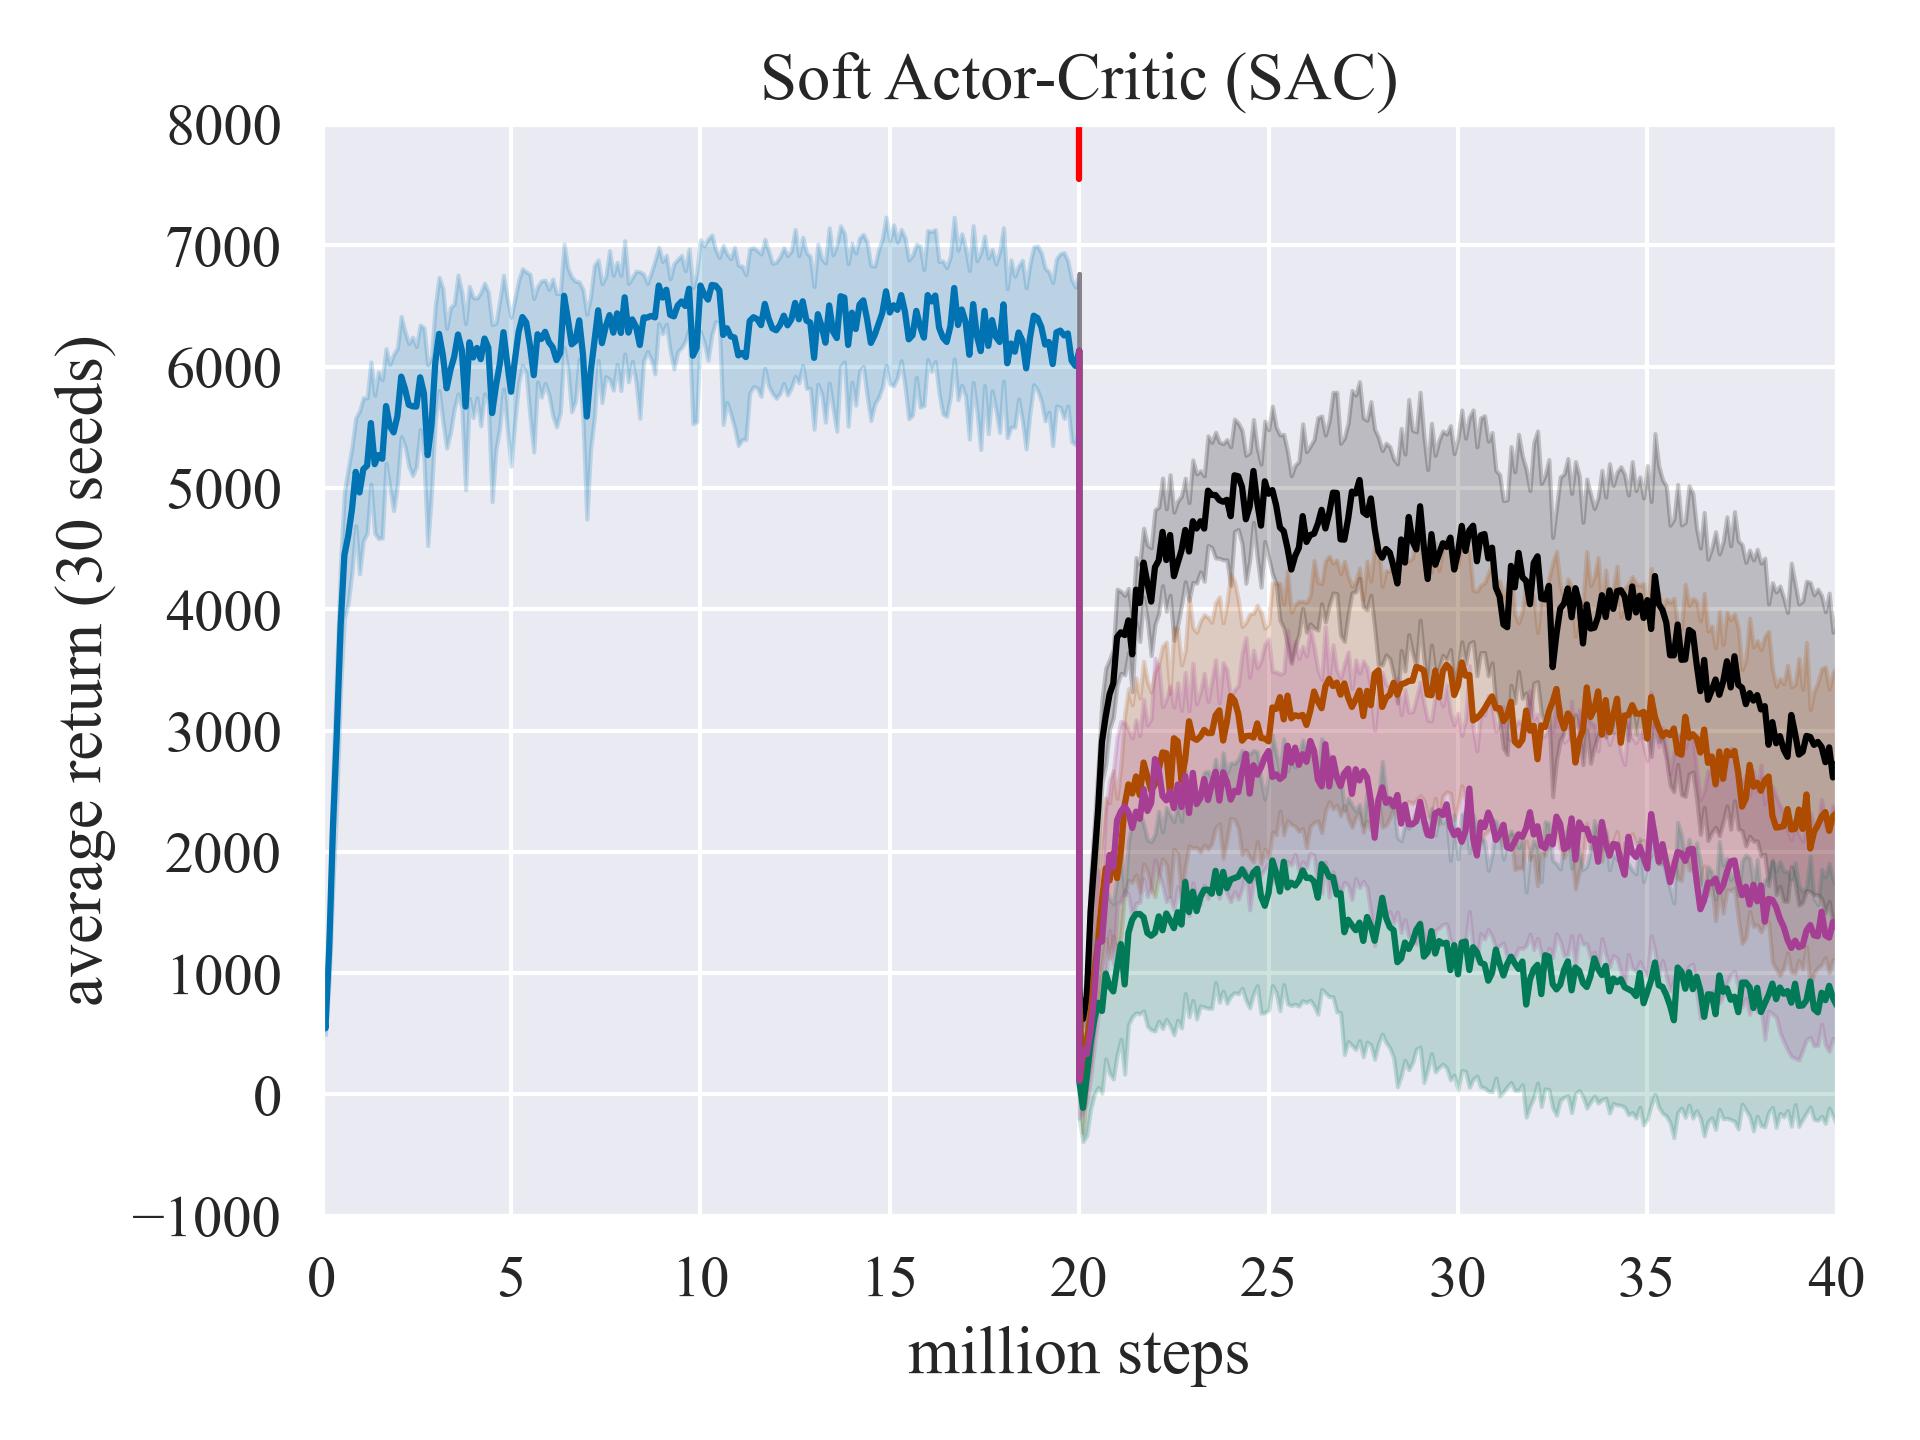 Soft Actor-Critic (SAC)
8000
7000
6000
5000
4000
3000
2000
1000
0
−1000
average return (30 seeds)
0 5 10 15 20 25 30 35 40
million steps